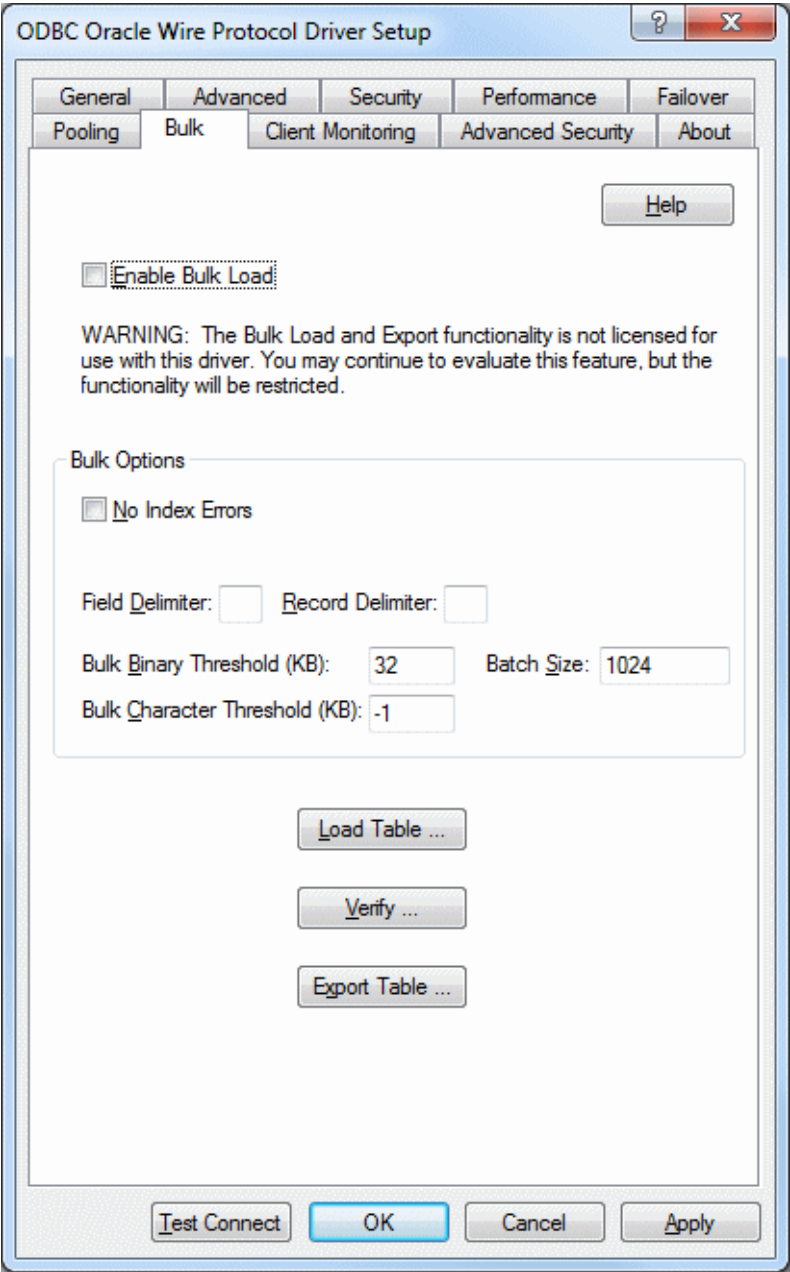 ODBC Oracle Wire Protocol Driver Setup
? X
General Advanced Security Performance Failover
Pooling Bulk Client Monitoring Advanced Security About
Help
Enable Bulk Load
WARNING: The Bulk Load and Export functionality is not licensed for
use with this driver. You may continue to evaluate this feature, but the
functionality will be restricted.
Bulk Options
No Index Errors
Field Delimiter: Record Delimiter:
Bulk Binary Threshold (KB): 32 Batch Size: 1024
Bulk Character Threshold (KB): -1
Load Table ...
Verify ...
Export Table ...
Test Connect OK Cancel Apply